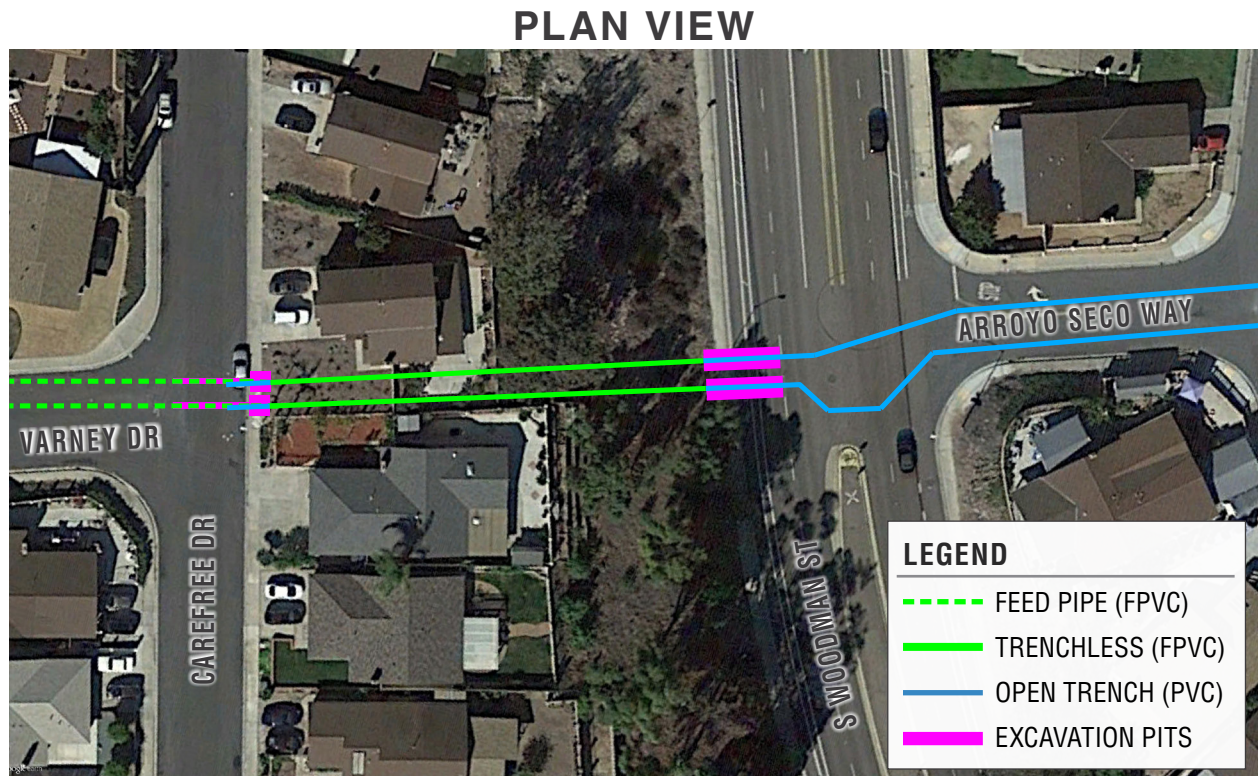 PLAN VIEW
ARROYO SECO WAY
VARNEY DR
CAREFREE DR
S WOODMAN ST
LEGEND
FEED PIPE (FPVC)
TRENCHLESS (FPVC)
OPEN TRENCH (PVC)
EXCAVATION PITS